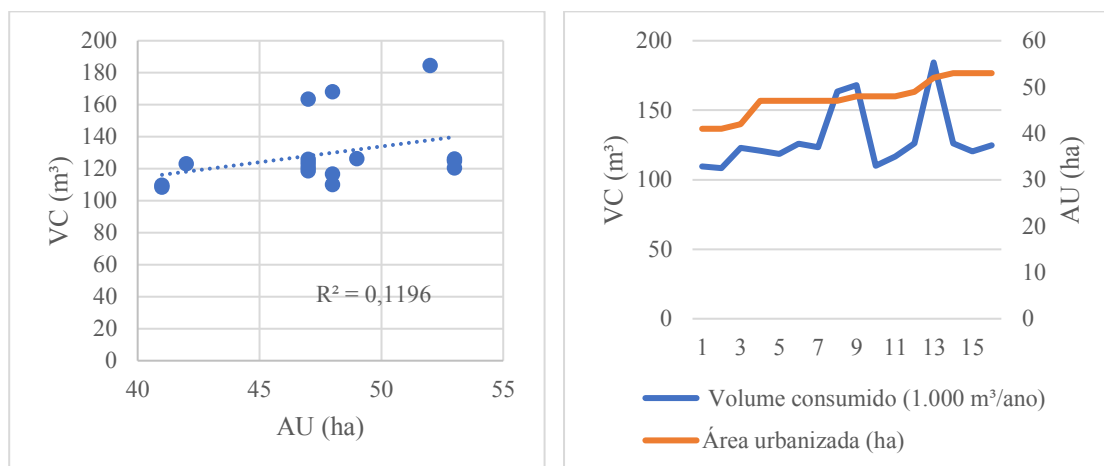 200
180
160
140
120
100
80
60
40
20
0
VC (m³)
R² = 0,1196
40 45 50 55
AU (ha)
200
150
100
50
0
VC (m³)
60
50
40
30
20
10
0
AU (ha)
1 3 5 7 9 11 13 15
Volume consumido (1.000 m³/ano)
Área urbanizada (ha)